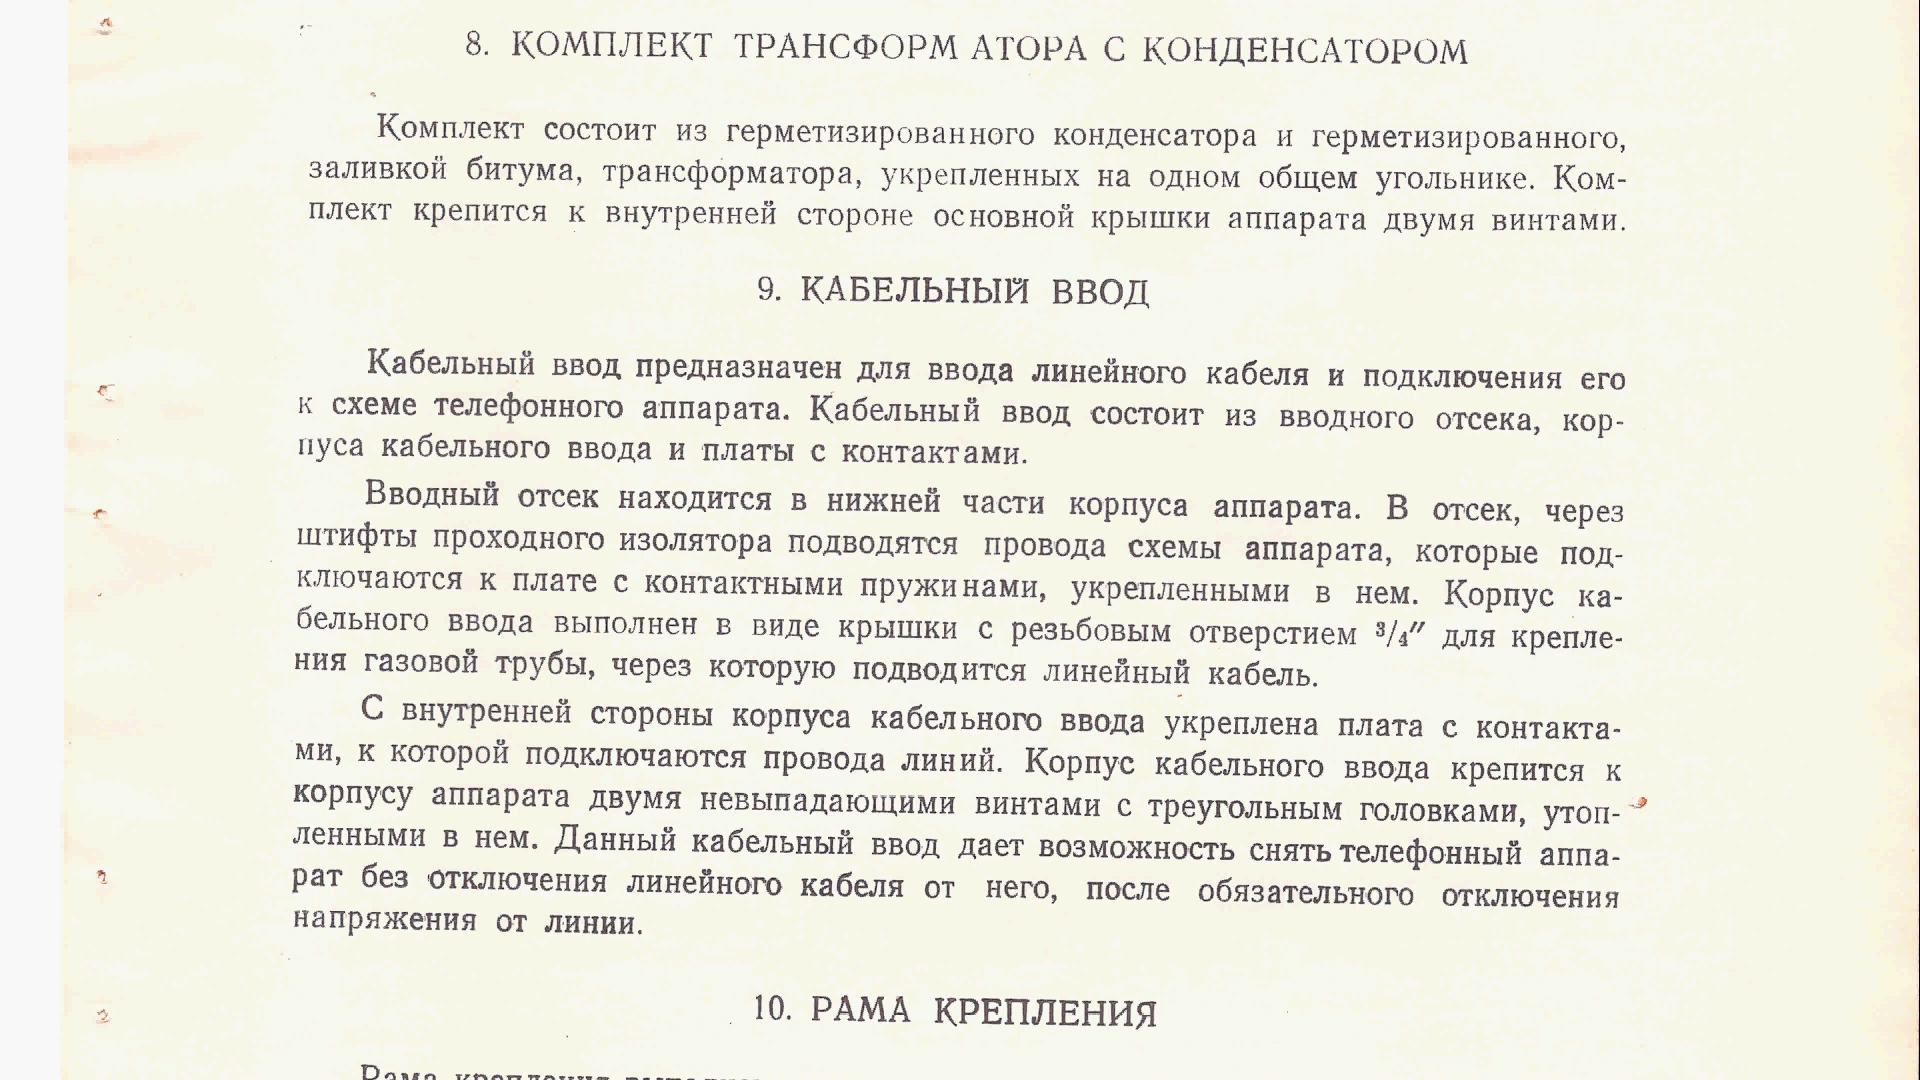 8. КОМПЛЕКТ ТРАНСФОРМАТОРА С КОНДЕНСАТОРОМ
Комплект состоит из герметизированного конденсатора и герметизированного,
заливкой битума, трансформатора, укрепленных на одном общем угольнике. Ком-
плект крепится к внутренней стороне основной крышки аппарата двумя винтами.
9. КАБЕЛЬНЫЙ ВВОД
Кабельный ввод предназначен для ввода линейного кабеля и подключения его
к схеме телефонного аппарата. Кабельный ввод состоит из вводного отсека, кор-
пуса кабельного ввода и платы с контактами.
Вводный отсек находится в нижней части корпуса аппарата. В отсек, через
штифты проходного изолятора подводятся провода схемы аппарата, которые под-
ключаются к плате с контактными пружинами, укрепленными в нем. Корпус ка-
бельного ввода выполнен в виде крышки с резьбовым отверстием ³/₄″ для крепле-
ния газовой трубы, через которую подводится линейный кабель.
С внутренней стороны корпуса кабельного ввода укреплена плата с контакта-
ми, к которой подключаются провода линий. Корпус кабельного ввода крепится к
корпусу аппарата двумя невыпадающими винтами с треугольным головками, утоп-
ленными в нем. Данный кабельный ввод дает возможность снять телефонный аппа-
рат без отключения линейного кабеля от него, после обязательного отключения
напряжения от линии.
10. РАМА КРЕПЛЕНИЯ
Рама крепления